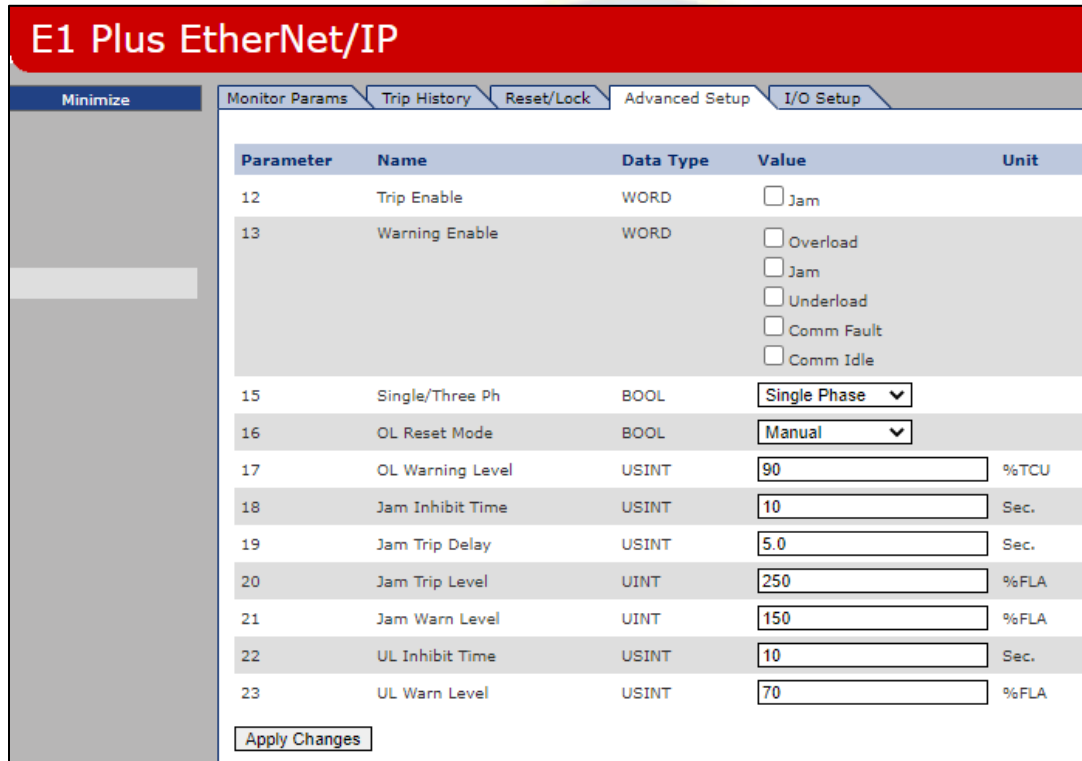 E1 Plus EtherNet/IP
Minimize
Monitor Params Trip History Reset/Lock Advanced Setup I/O Setup
Parameter Name Data Type Value Unit
12 Trip Enable WORD Jam
13 Warning Enable WORD Overload
Jam
Underload
Comm Fault
Comm Idle
15 Single/Three Ph BOOL Single Phase
16 OL Reset Mode BOOL Manual
17 OL Warning Level USINT 90 %TCU
18 Jam Inhibit Time USINT 10 Sec.
19 Jam Trip Delay USINT 5.0 Sec.
20 Jam Trip Level UINT 250 %FLA
21 Jam Warn Level UINT 150 %FLA
22 UL Inhibit Time USINT 10 Sec.
23 UL Warn Level USINT 70 %FLA
Apply Changes